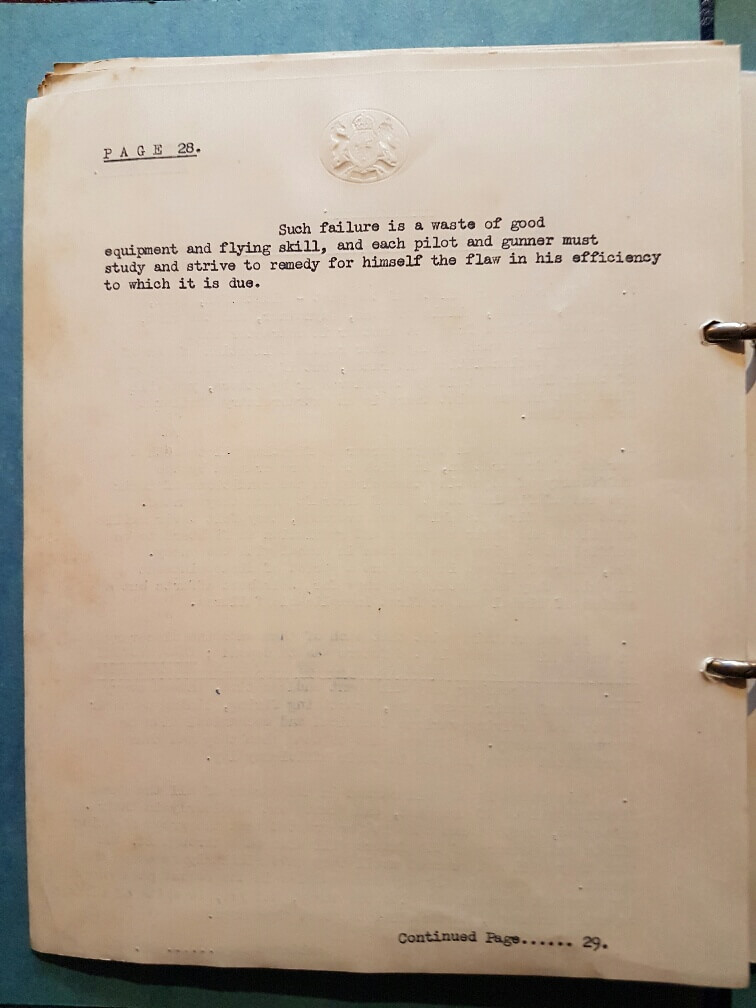 P A G E 28.
Such failure is a waste of good
equipment and flying skill, and each pilot and gunner must
study and strive to remedy for himself the flaw in his efficiency
to which it is due.
Continued Page...... 29.